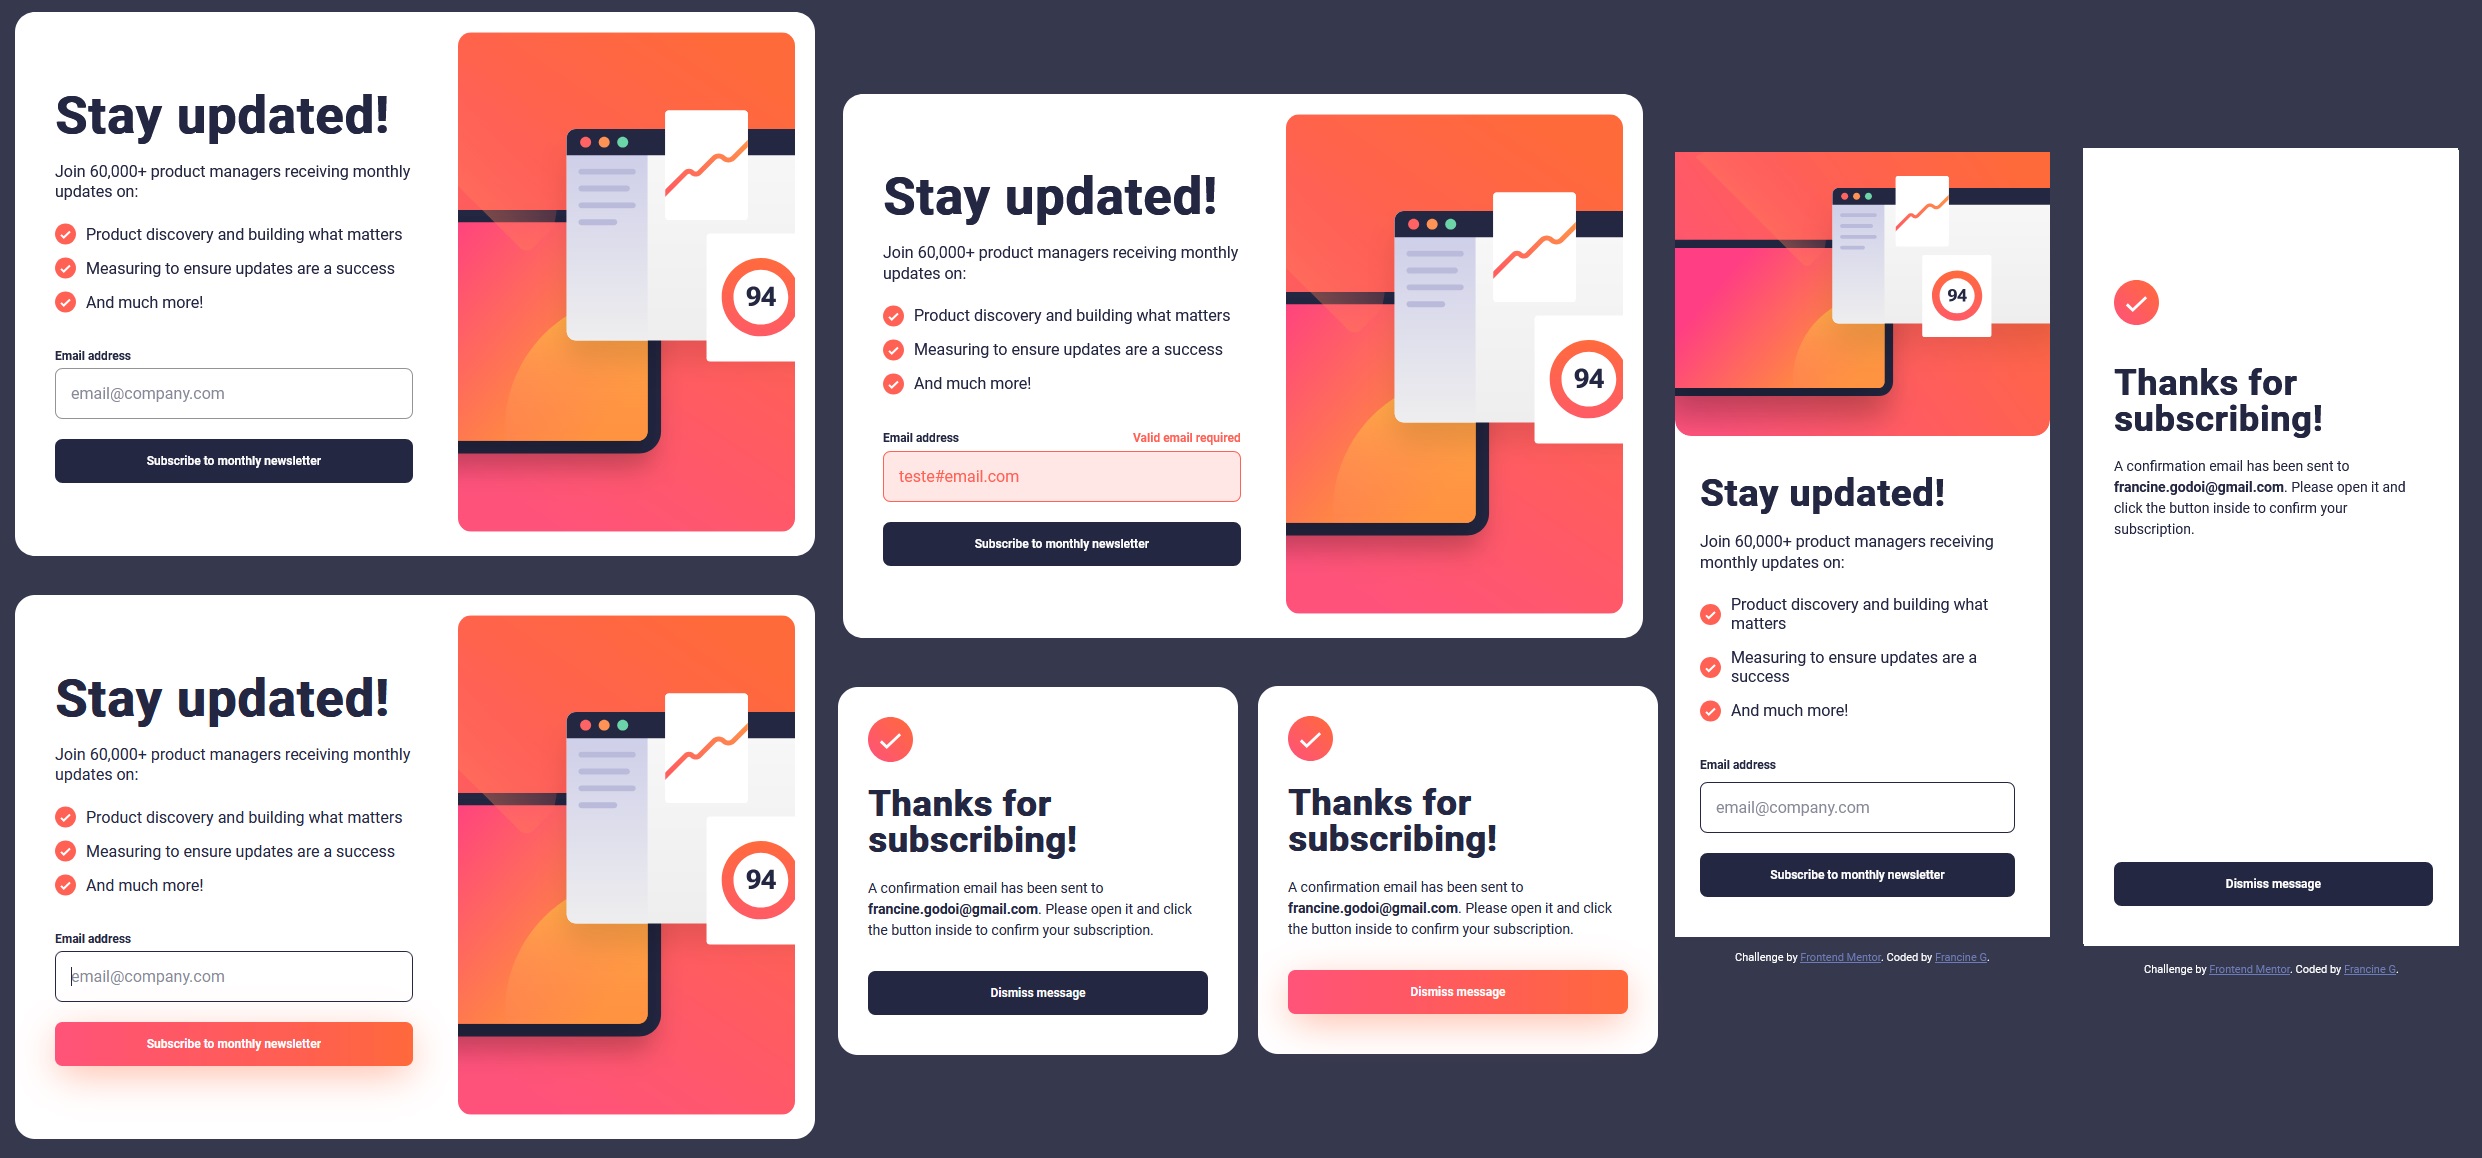 Stay updated!
Join 60,000+ product managers receiving monthly
updates on:
Product discovery and building what matters
Measuring to ensure updates are a success
And much more!
Email address
email@company.com
Subscribe to monthly newsletter
94
Stay updated!
Join 60,000+ product managers receiving monthly
updates on:
Product discovery and building what matters
Measuring to ensure updates are a success
And much more!
Email address
email@company.com
Subscribe to monthly newsletter
94
Stay updated!
Join 60,000+ product managers receiving monthly
updates on:
Product discovery and building what matters
Measuring to ensure updates are a success
And much more!
Email address Valid email required
teste#email.com
Subscribe to monthly newsletter
94
Thanks for
subscribing!
A confirmation email has been sent to
francine.godoi@gmail.com. Please open it and click
the button inside to confirm your subscription.
Dismiss message
Thanks for
subscribing!
A confirmation email has been sent to
francine.godoi@gmail.com. Please open it and click
the button inside to confirm your subscription.
Dismiss message
94
Stay updated!
Join 60,000+ product managers receiving
monthly updates on:
Product discovery and building what
matters
Measuring to ensure updates are a
success
And much more!
Email address
email@company.com
Subscribe to monthly newsletter
Challenge by Frontend Mentor. Coded by Francine G.
Thanks for
subscribing!
A confirmation email has been sent to
francine.godoi@gmail.com. Please open it and
click the button inside to confirm your
subscription.
Dismiss message
Challenge by Frontend Mentor. Coded by Francine G.